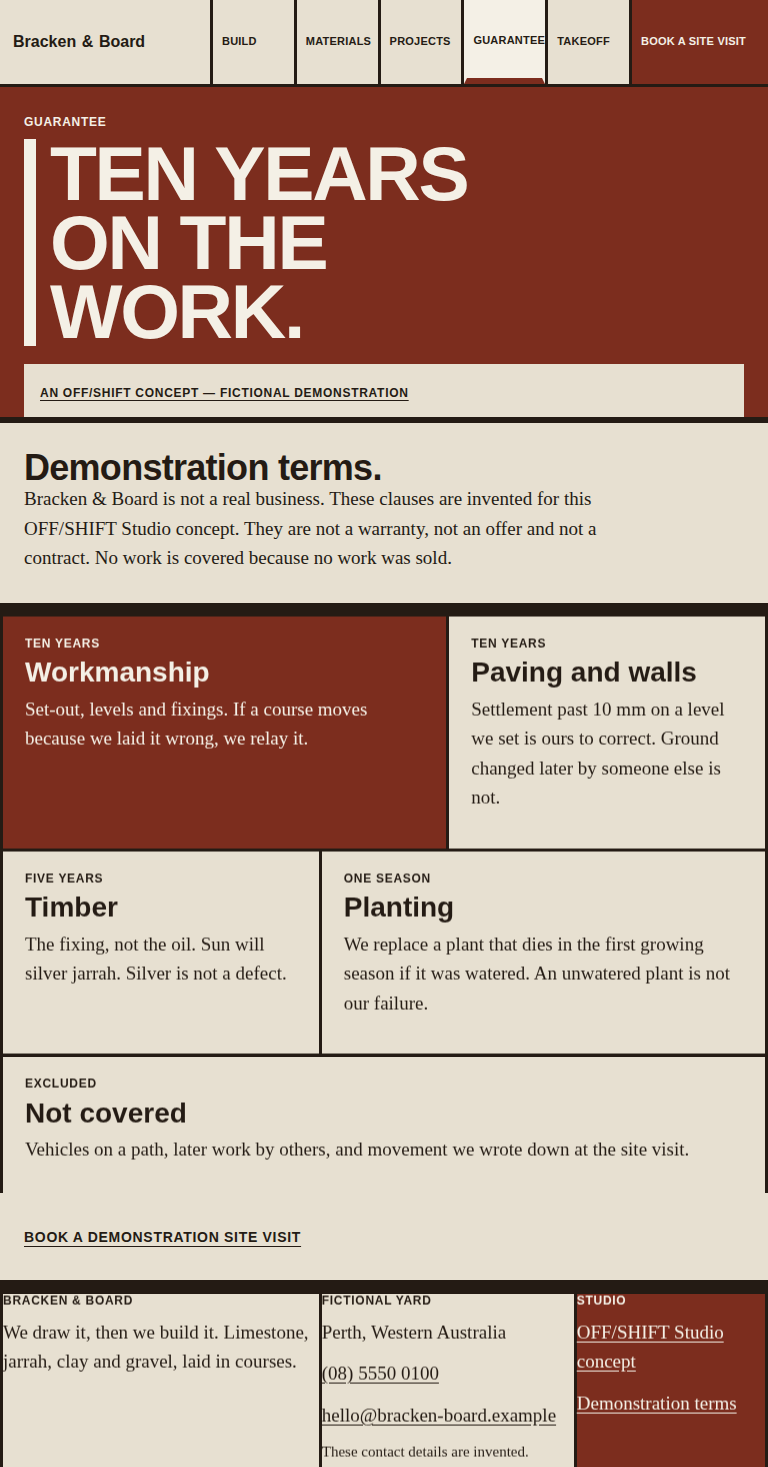 Bracken & Board
BUILD
MATERIALS
PROJECTS
GUARANTEE
TAKEOFF
BOOK A SITE VISIT
GUARANTEE
TEN YEARS
ON THE
WORK.
AN OFF/SHIFT CONCEPT — FICTIONAL DEMONSTRATION
Demonstration terms.
Bracken & Board is not a real business. These clauses are invented for this
OFF/SHIFT Studio concept. They are not a warranty, not an offer and not a
contract. No work is covered because no work was sold.
TEN YEARS
Workmanship
Set-out, levels and fixings. If a course moves
because we laid it wrong, we relay it.
TEN YEARS
Paving and walls
Settlement past 10 mm on a level
we set is ours to correct. Ground
changed later by someone else is
not.
FIVE YEARS
Timber
The fixing, not the oil. Sun will
silver jarrah. Silver is not a defect.
ONE SEASON
Planting
We replace a plant that dies in the first growing
season if it was watered. An unwatered plant is not
our failure.
EXCLUDED
Not covered
Vehicles on a path, later work by others, and movement we wrote down at the site visit.
BOOK A DEMONSTRATION SITE VISIT
BRACKEN & BOARD
We draw it, then we build it. Limestone,
jarrah, clay and gravel, laid in courses.
FICTIONAL YARD
Perth, Western Australia
(08) 5550 0100
hello@bracken-board.example
These contact details are invented.
STUDIO
OFF/SHIFT Studio
concept
Demonstration terms